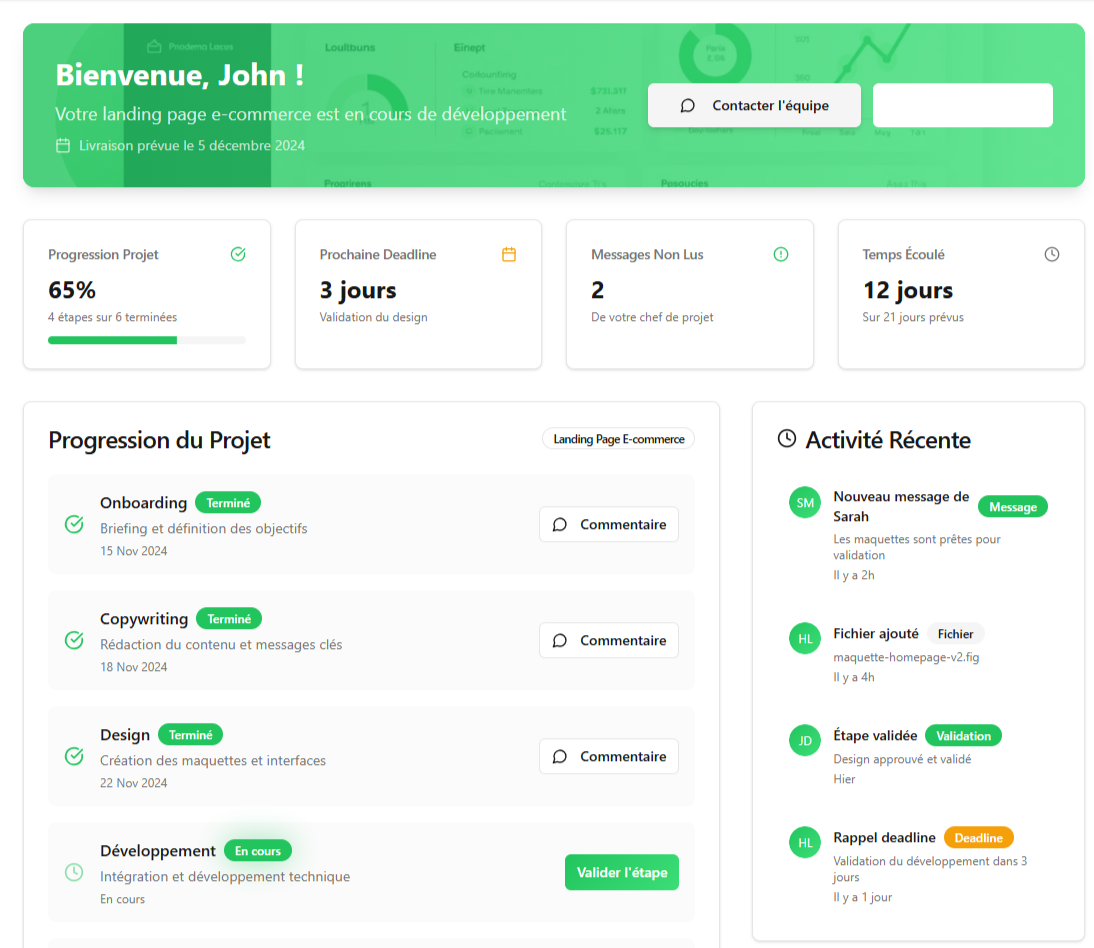 Bienvenue, John !
Votre landing page e-commerce est en cours de développement
Livraison prévue le 5 décembre 2024
Contacter l'équipe
Loultbuns
Einept
Progression Projet
65%
4 étapes sur 6 terminées
Prochaine Deadline
3 jours
Validation du design
Messages Non Lus
2
De votre chef de projet
Temps Écoulé
12 jours
Sur 21 jours prévus
Progression du Projet
Landing Page E-commerce
Onboarding Terminé
Briefing et définition des objectifs
15 Nov 2024
Commentaire
Copywriting Terminé
Rédaction du contenu et messages clés
18 Nov 2024
Commentaire
Design Terminé
Création des maquettes et interfaces
22 Nov 2024
Commentaire
Développement En cours
Intégration et développement technique
En cours
Valider l'étape
Activité Récente
SM
Nouveau message de
Sarah
Message
Les maquettes sont prêtes pour
validation
Il y a 2h
HL
Fichier ajouté Fichier
maquette-homepage-v2.fig
Il y a 4h
JD
Étape validée Validation
Design approuvé et validé
Hier
HL
Rappel deadline Deadline
Validation du développement dans 3
jours
Il y a 1 jour